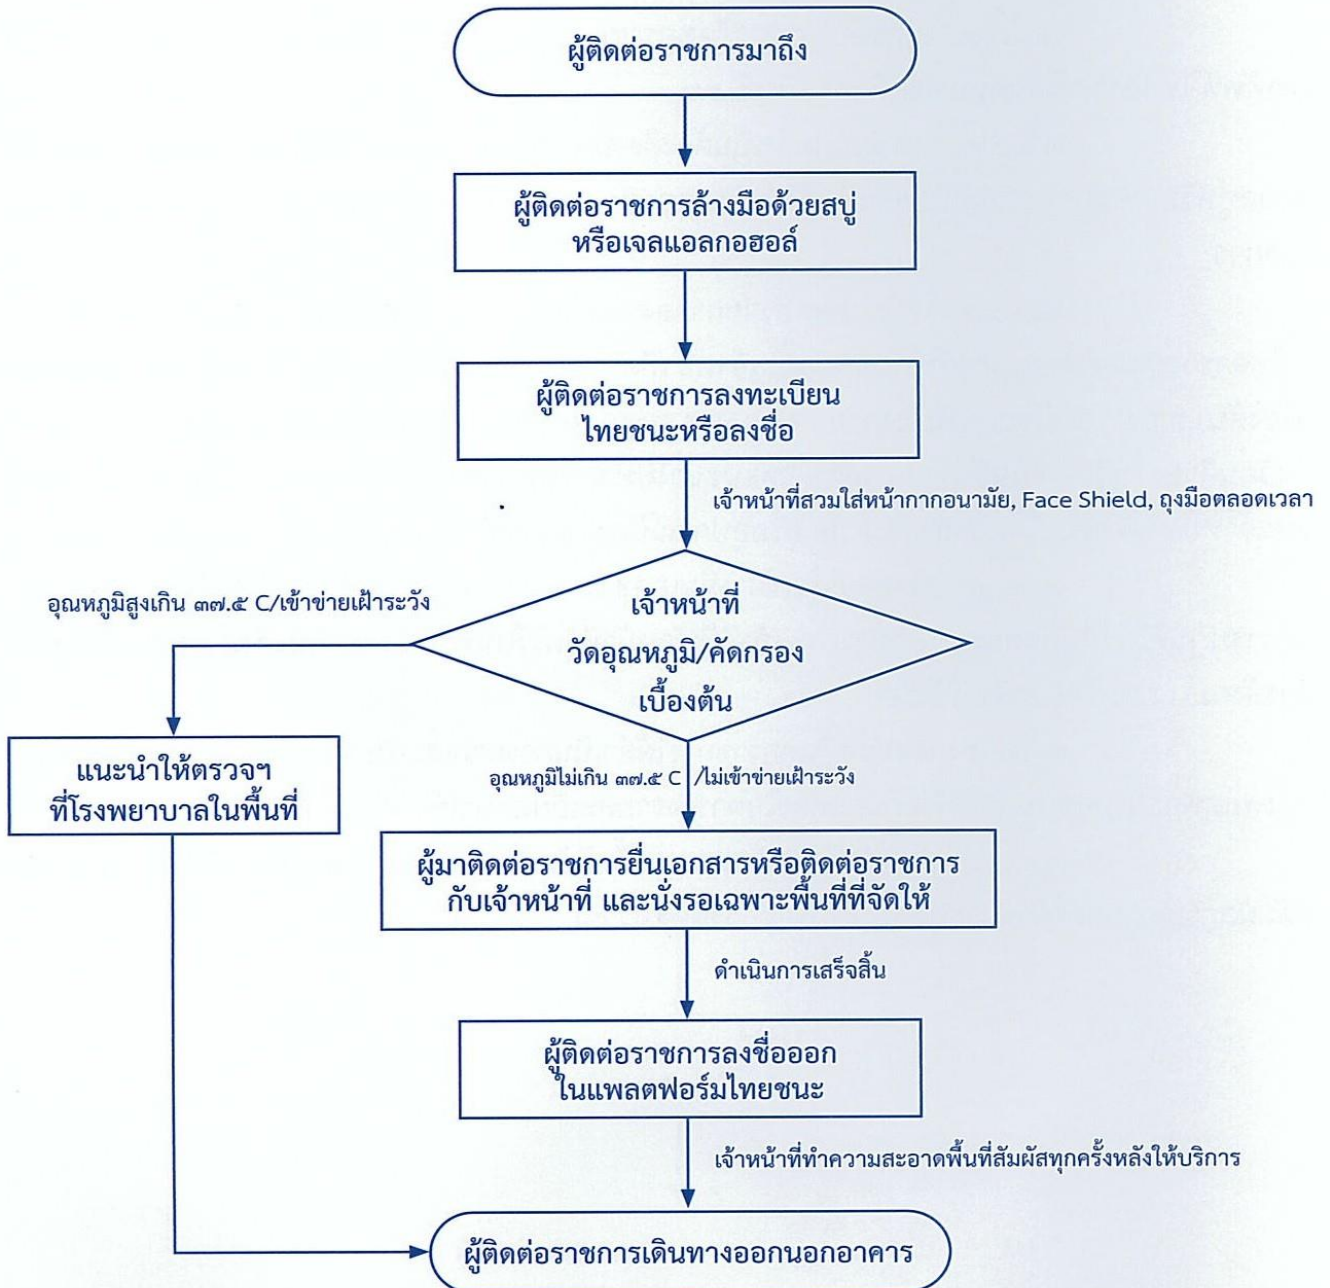 ผู้ติดต่อราชการมาถึง
ผู้ติดต่อราชการล้างมือด้วยสบู่
หรือเจลแอลกอฮอล์
ผู้ติดต่อราชการลงทะเบียน
ไทยชนะหรือลงชื่อ
เจ้าหน้าที่สวมใส่หน้ากากอนามัย, Face Shield, ถุงมือตลอดเวลา
เจ้าหน้าที่
วัดอุณหภูมิ/คัดกรอง
เบื้องต้น
อุณหภูมิสูงเกิน ๓๗.๕ C/เข้าข่ายเฝ้าระวัง
แนะนำให้ตรวจฯ
ที่โรงพยาบาลในพื้นที่
อุณหภูมิไม่เกิน ๓๗.๕ C /ไม่เข้าข่ายเฝ้าระวัง
ผู้มาติดต่อราชการยื่นเอกสารหรือติดต่อราชการ
กับเจ้าหน้าที่ และนั่งรอเฉพาะพื้นที่ที่จัดให้
ดำเนินการเสร็จสิ้น
ผู้ติดต่อราชการลงชื่อออก
ในแพลตฟอร์มไทยชนะ
เจ้าหน้าที่ทำความสะอาดพื้นที่สัมผัสทุกครั้งหลังให้บริการ
ผู้ติดต่อราชการเดินทางออกนอกอาคาร